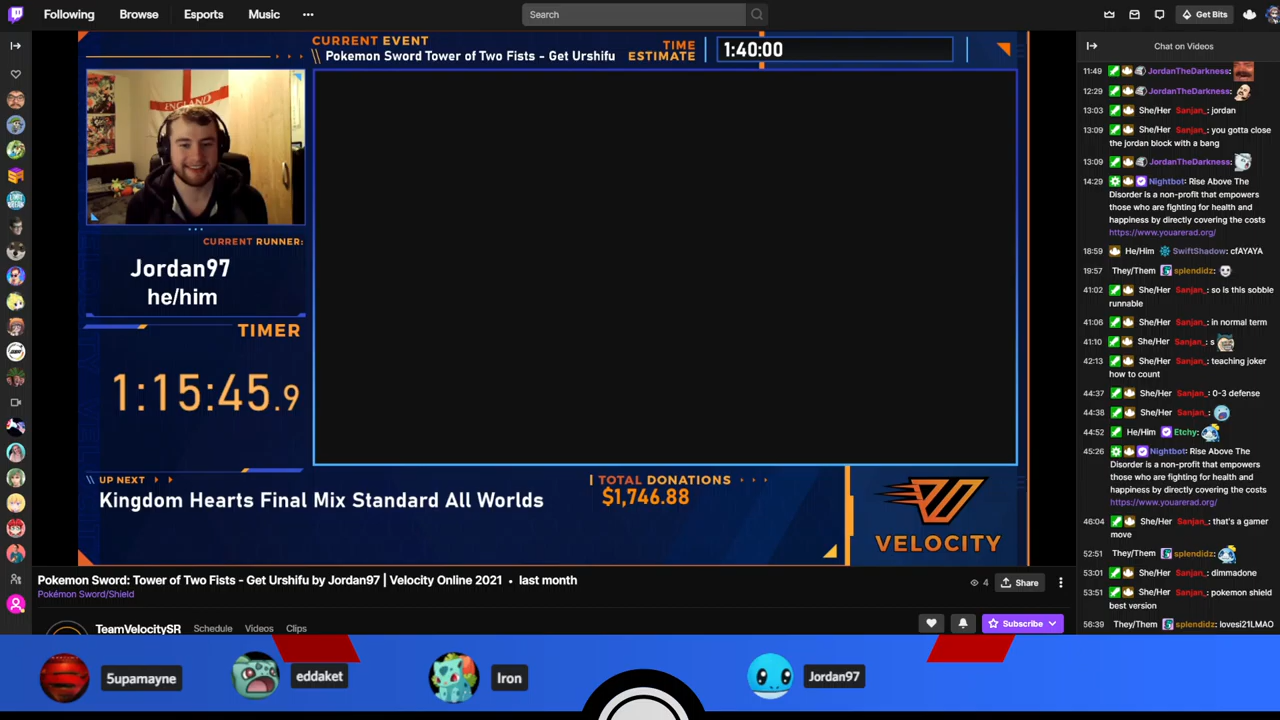 Following
Browse
Esports
Music
Search
Get Bits
CURRENT EVENT
Pokemon Sword Tower of Two Fists - Get Urshifu
TIME
ESTIMATE
1:40:00
ENGLAND
CURRENT RUNNER:
Jordan97
he/him
TIMER
1:15:45.9
UP NEXT
Kingdom Hearts Final Mix Standard All Worlds
TOTAL DONATIONS
$1,746.88
VELOCITY
Pokemon Sword: Tower of Two Fists - Get Urshifu by Jordan97 | Velocity Online 2021 • last month
Pokémon Sword/Shield
4
Share
TeamVelocitySR
Schedule
Videos
Clips
Subscribe
Chat on Videos
11:49 JordanTheDarkness:
12:29 JordanTheDarkness:
13:03 She/Her Sanjan_: jordan
13:09 She/Her Sanjan_: you gotta close
the jordan block with a bang
13:09 JordanTheDarkness:
14:29 Nightbot: Rise Above The
Disorder is a non-profit that empowers
those who are fighting for health and
happiness by directly covering the costs
https://www.youarerad.org/
18:59 He/Him SwiftShadow: cfAYAYA
19:57 They/Them splendidz:
41:02 She/Her Sanjan_: so is this sobble
runnable
41:06 She/Her Sanjan_: in normal term
41:10 She/Her Sanjan_: s
42:13 She/Her Sanjan_: teaching joker
how to count
44:37 She/Her Sanjan_: 0-3 defense
44:38 She/Her Sanjan_:
44:52 He/Him Etchy:
45:26 Nightbot: Rise Above The
Disorder is a non-profit that empowers
those who are fighting for health and
happiness by directly covering the costs
https://www.youarerad.org/
46:04 She/Her Sanjan_: that's a gamer
move
52:51 They/Them splendidz:
53:01 She/Her Sanjan_: dimmadone
53:51 She/Her Sanjan_: pokemon shield
best version
56:39 They/Them splendidz: lovesi21LMAO
5upamayne
eddaket
Iron
Jordan97